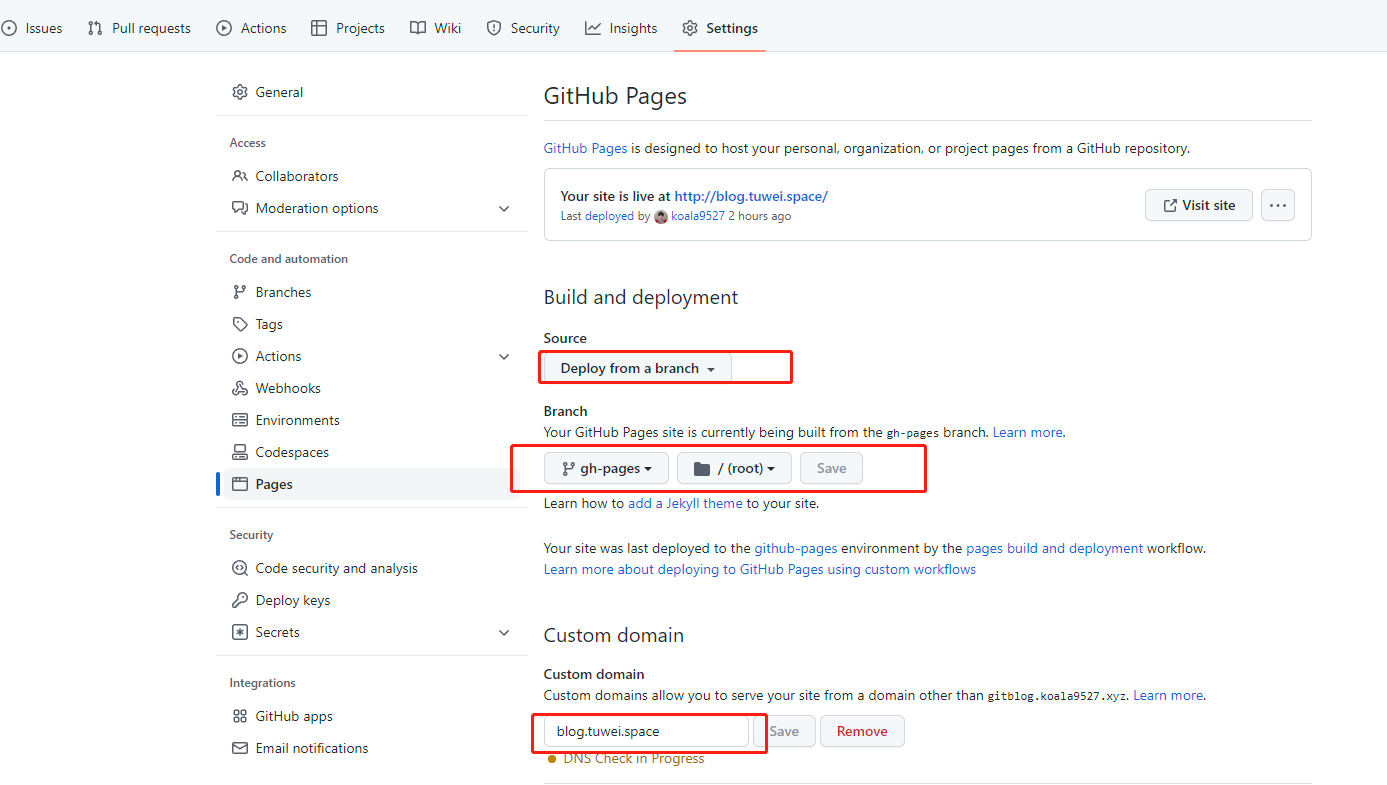 Issues Pull requests Actions Projects Wiki Security Insights Settings
General
Access
Collaborators
Moderation options
Code and automation
Branches
Tags
Actions
Webhooks
Environments
Codespaces
Pages
Security
Code security and analysis
Deploy keys
Secrets
Integrations
GitHub apps
Email notifications
GitHub Pages
GitHub Pages is designed to host your personal, organization, or project pages from a GitHub repository.
Your site is live at http://blog.tuwei.space/
Last deployed by koala9527 2 hours ago
Visit site
Build and deployment
Source
Deploy from a branch
Branch
Your GitHub Pages site is currently being built from the gh-pages branch. Learn more.
gh-pages / (root) Save
Learn how to add a Jekyll theme to your site.
Your site was last deployed to the github-pages environment by the pages build and deployment workflow.
Learn more about deploying to GitHub Pages using custom workflows
Custom domain
Custom domain
Custom domains allow you to serve your site from a domain other than gitblog.koala9527.xyz. Learn more.
blog.tuwei.space Save Remove
DNS Check in Progress